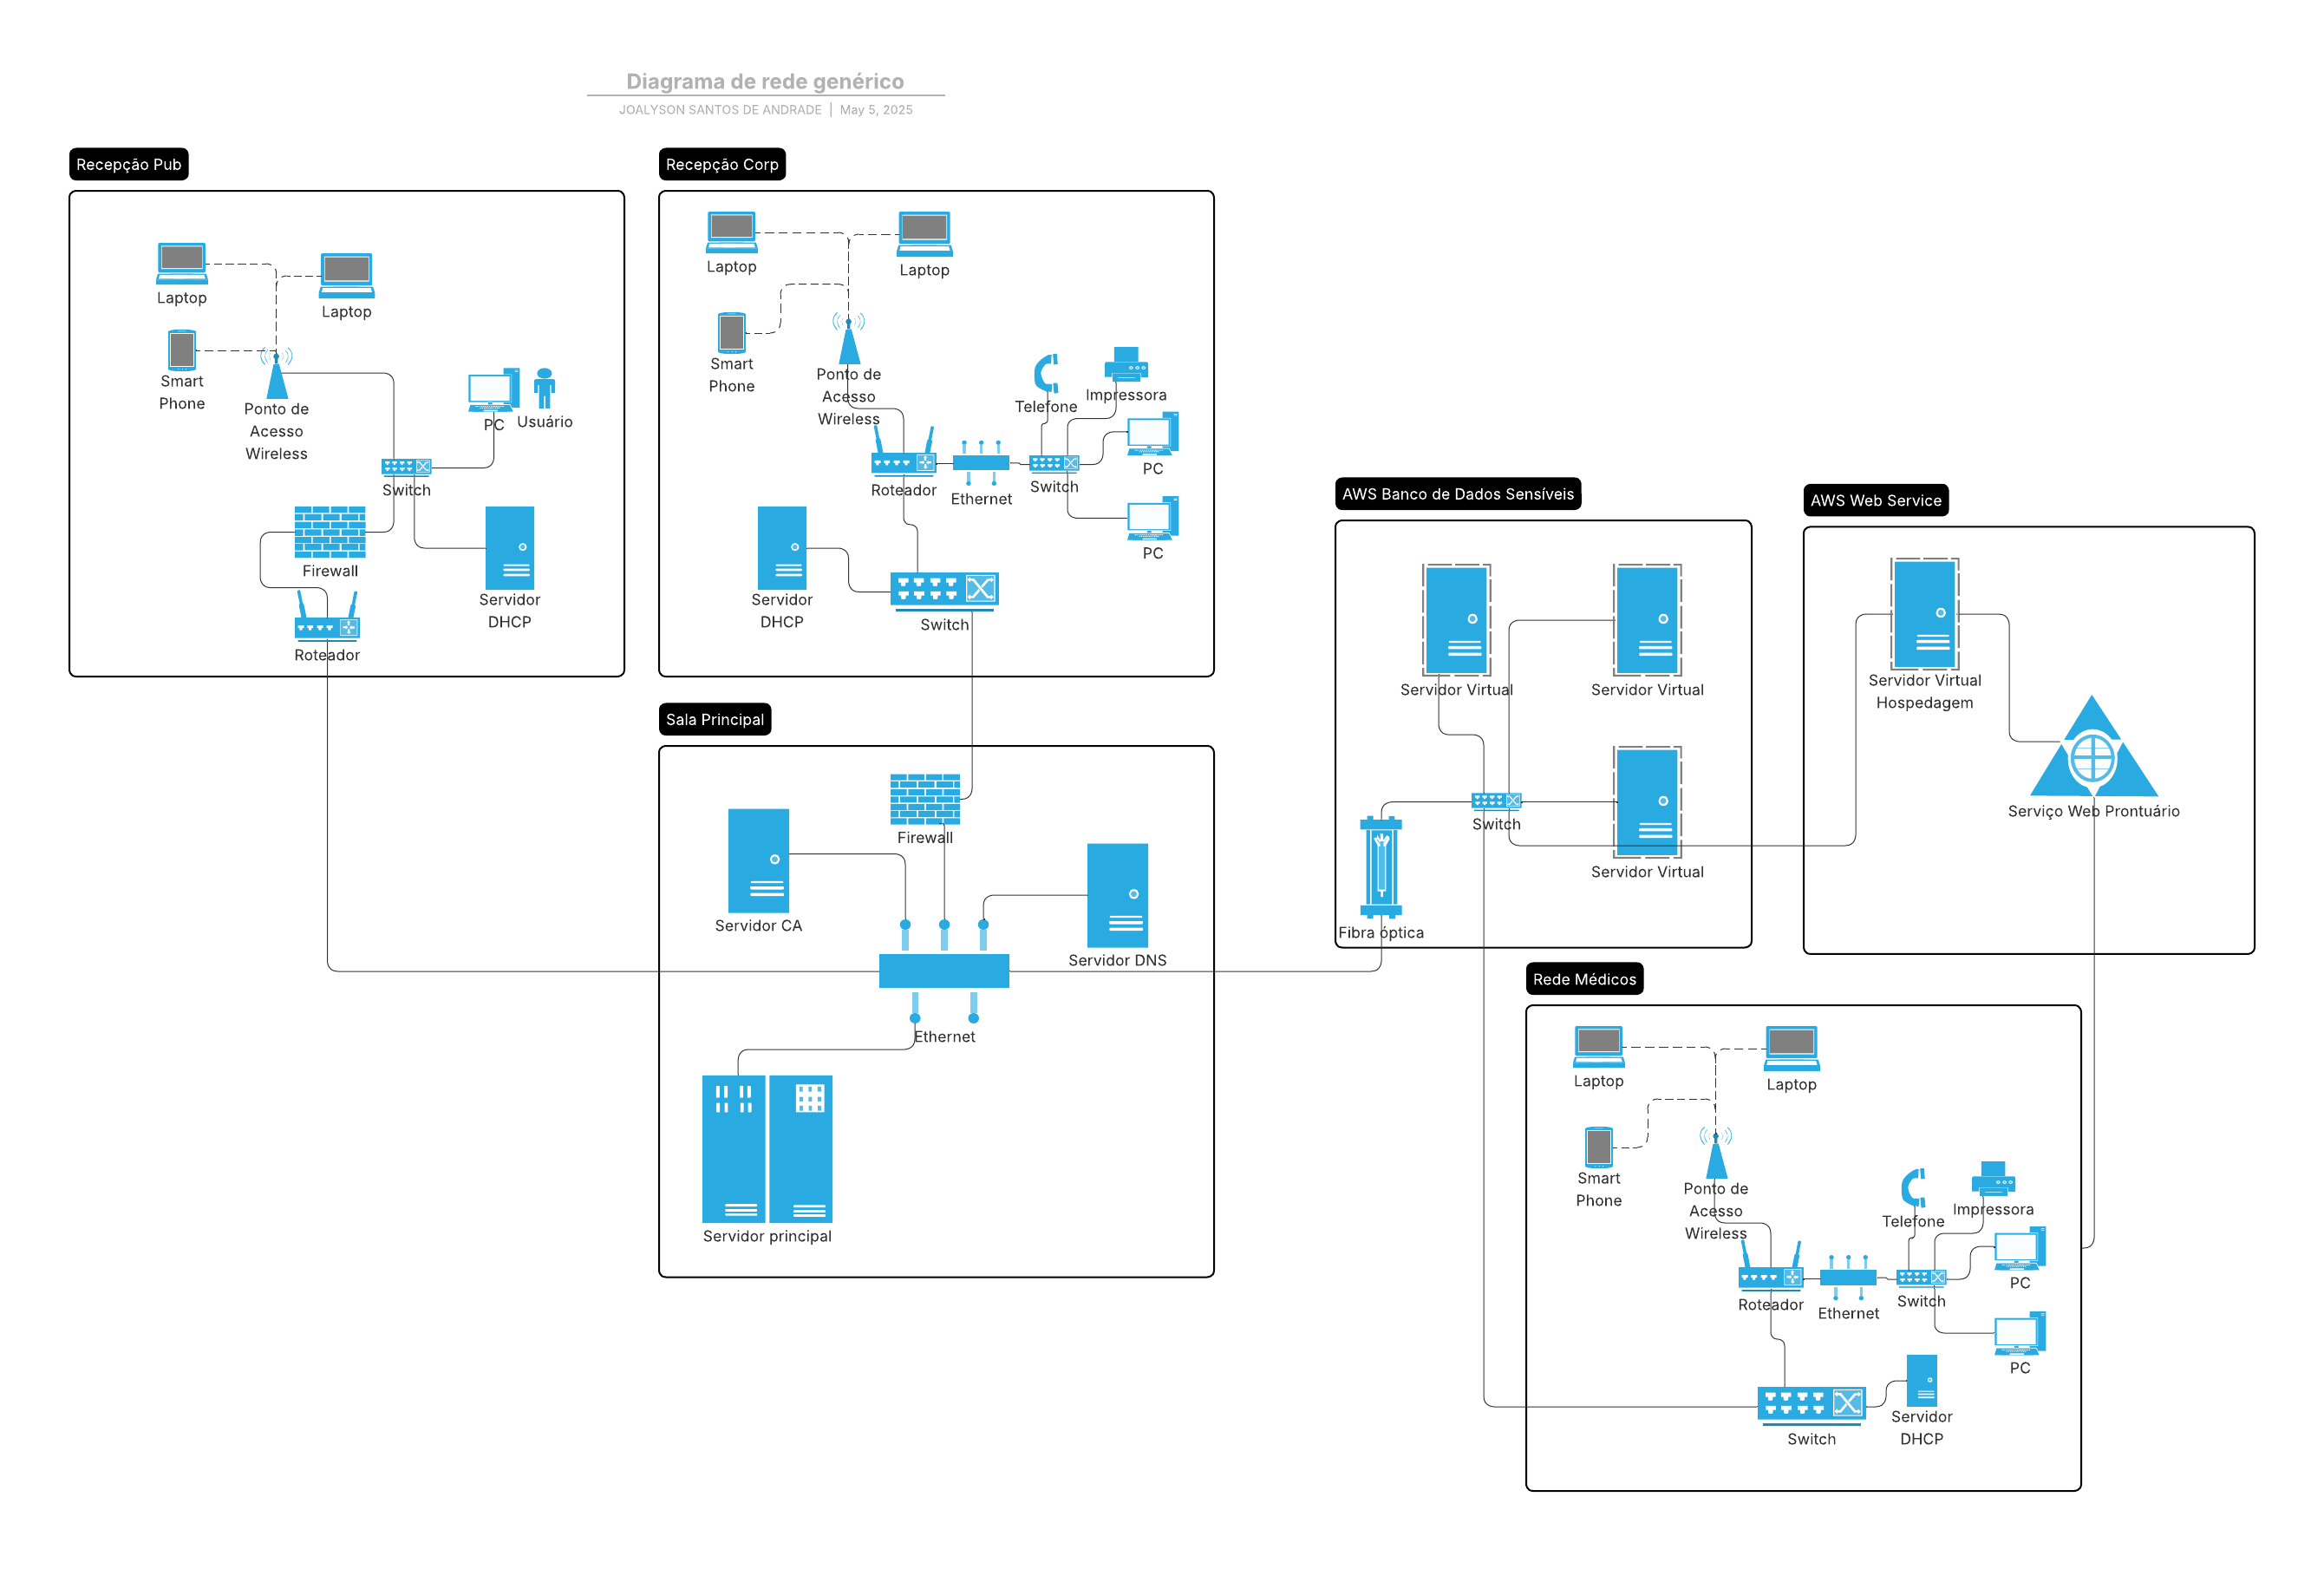 Diagrama de rede genérico
JOALYSON SANTOS DE ANDRADE | May 5, 2025
Recepção Pub
Laptop
Laptop
Smart
Phone
Ponto de
Acesso
Wireless
PC
Usuário
Switch
Firewall
Servidor
DHCP
Roteador
Recepção Corp
Laptop
Laptop
Smart
Phone
Ponto de
Acesso
Wireless
Telefone
Impressora
PC
Roteador
Ethernet
Switch
PC
Servidor
DHCP
Switch
Sala Principal
Firewall
Servidor CA
Servidor DNS
Ethernet
Servidor principal
AWS Banco de Dados Sensíveis
Servidor Virtual
Servidor Virtual
Switch
Servidor Virtual
Fibra óptica
AWS Web Service
Servidor Virtual
Hospedagem
Serviço Web Prontuário
Rede Médicos
Laptop
Laptop
Smart
Phone
Ponto de
Acesso
Wireless
Telefone
Impressora
PC
Roteador
Ethernet
Switch
PC
Servidor
DHCP
Switch